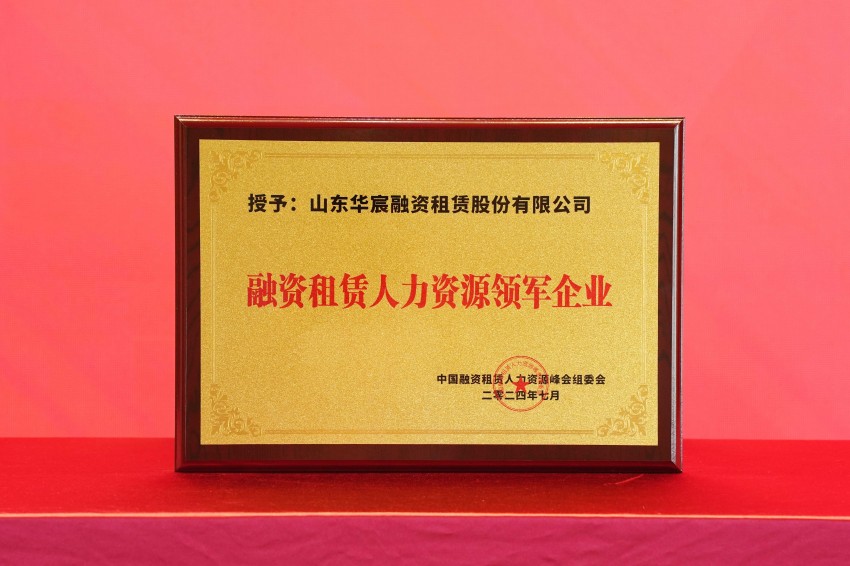 授予：山东华宸融资租赁股份有限公司
融资租赁人力资源领军企业
中国融资租赁人力资源峰会组委会
二零二四年七月